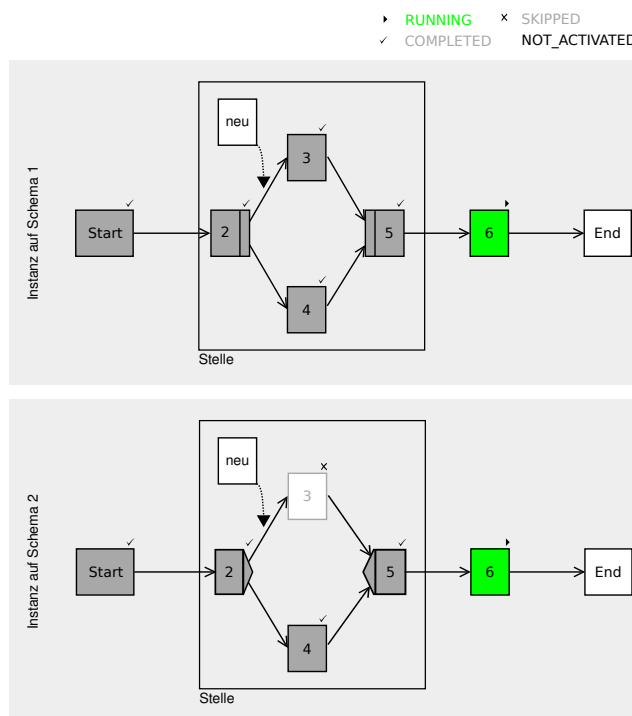 RUNNING SKIPPED
COMPLETED NOT_ACTIVATED
Instanz auf Schema 1
neu
3
Start
2
5
6
End
4
Stelle
Instanz auf Schema 2
neu
3
Start
2
5
6
End
4
Stelle